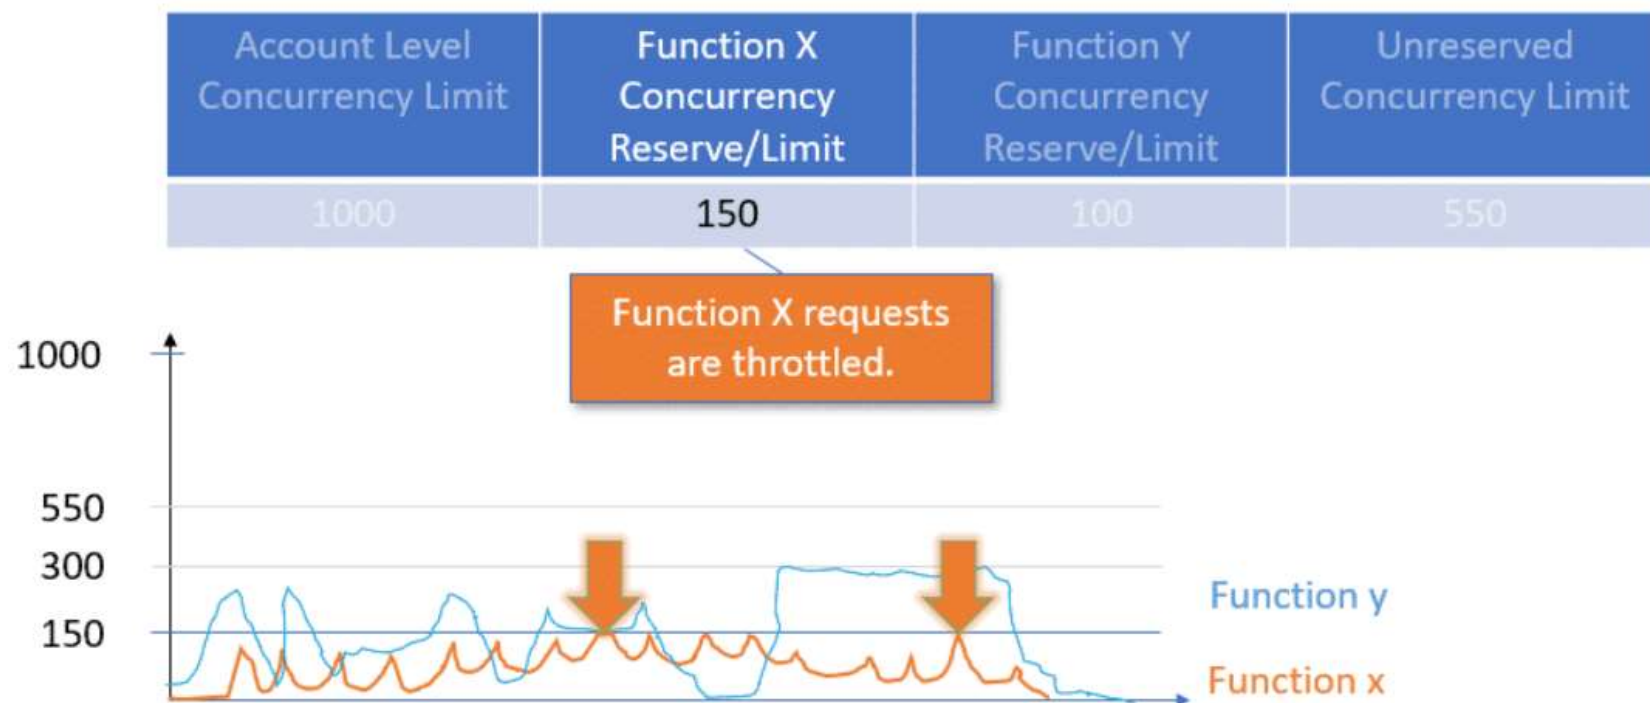 Account Level
Concurrency Limit
Function X
Concurrency
Reserve/Limit
Function Y
Concurrency
Reserve/Limit
Unreserved
Concurrency Limit
1000
150
100
550
Function X requests
are throttled.
1000
550
300
150
Function y
Function x